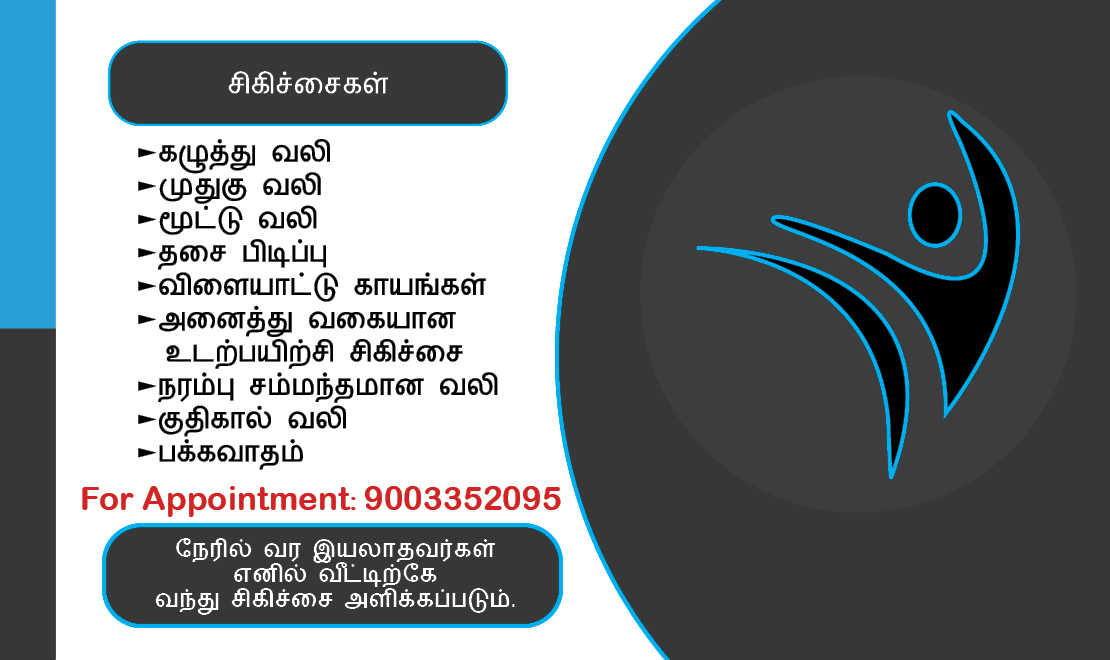 சிகிச்சைகள்
➤கழுத்து வலி
➤முதுகு வலி
➤மூட்டு வலி
➤தசை பிடிப்பு
➤விளையாட்டு காயங்கள்
➤அனைத்து வகையான
உடற்பயிற்சி சிகிச்சை
➤நரம்பு சம்மந்தமான வலி
➤குதிகால் வலி
➤பக்கவாதம்
For Appointment: 9003352095
நேரில் வர இயலாதவர்கள்
எனில் வீட்டிற்கே
வந்து சிகிச்சை அளிக்கப்படும்.